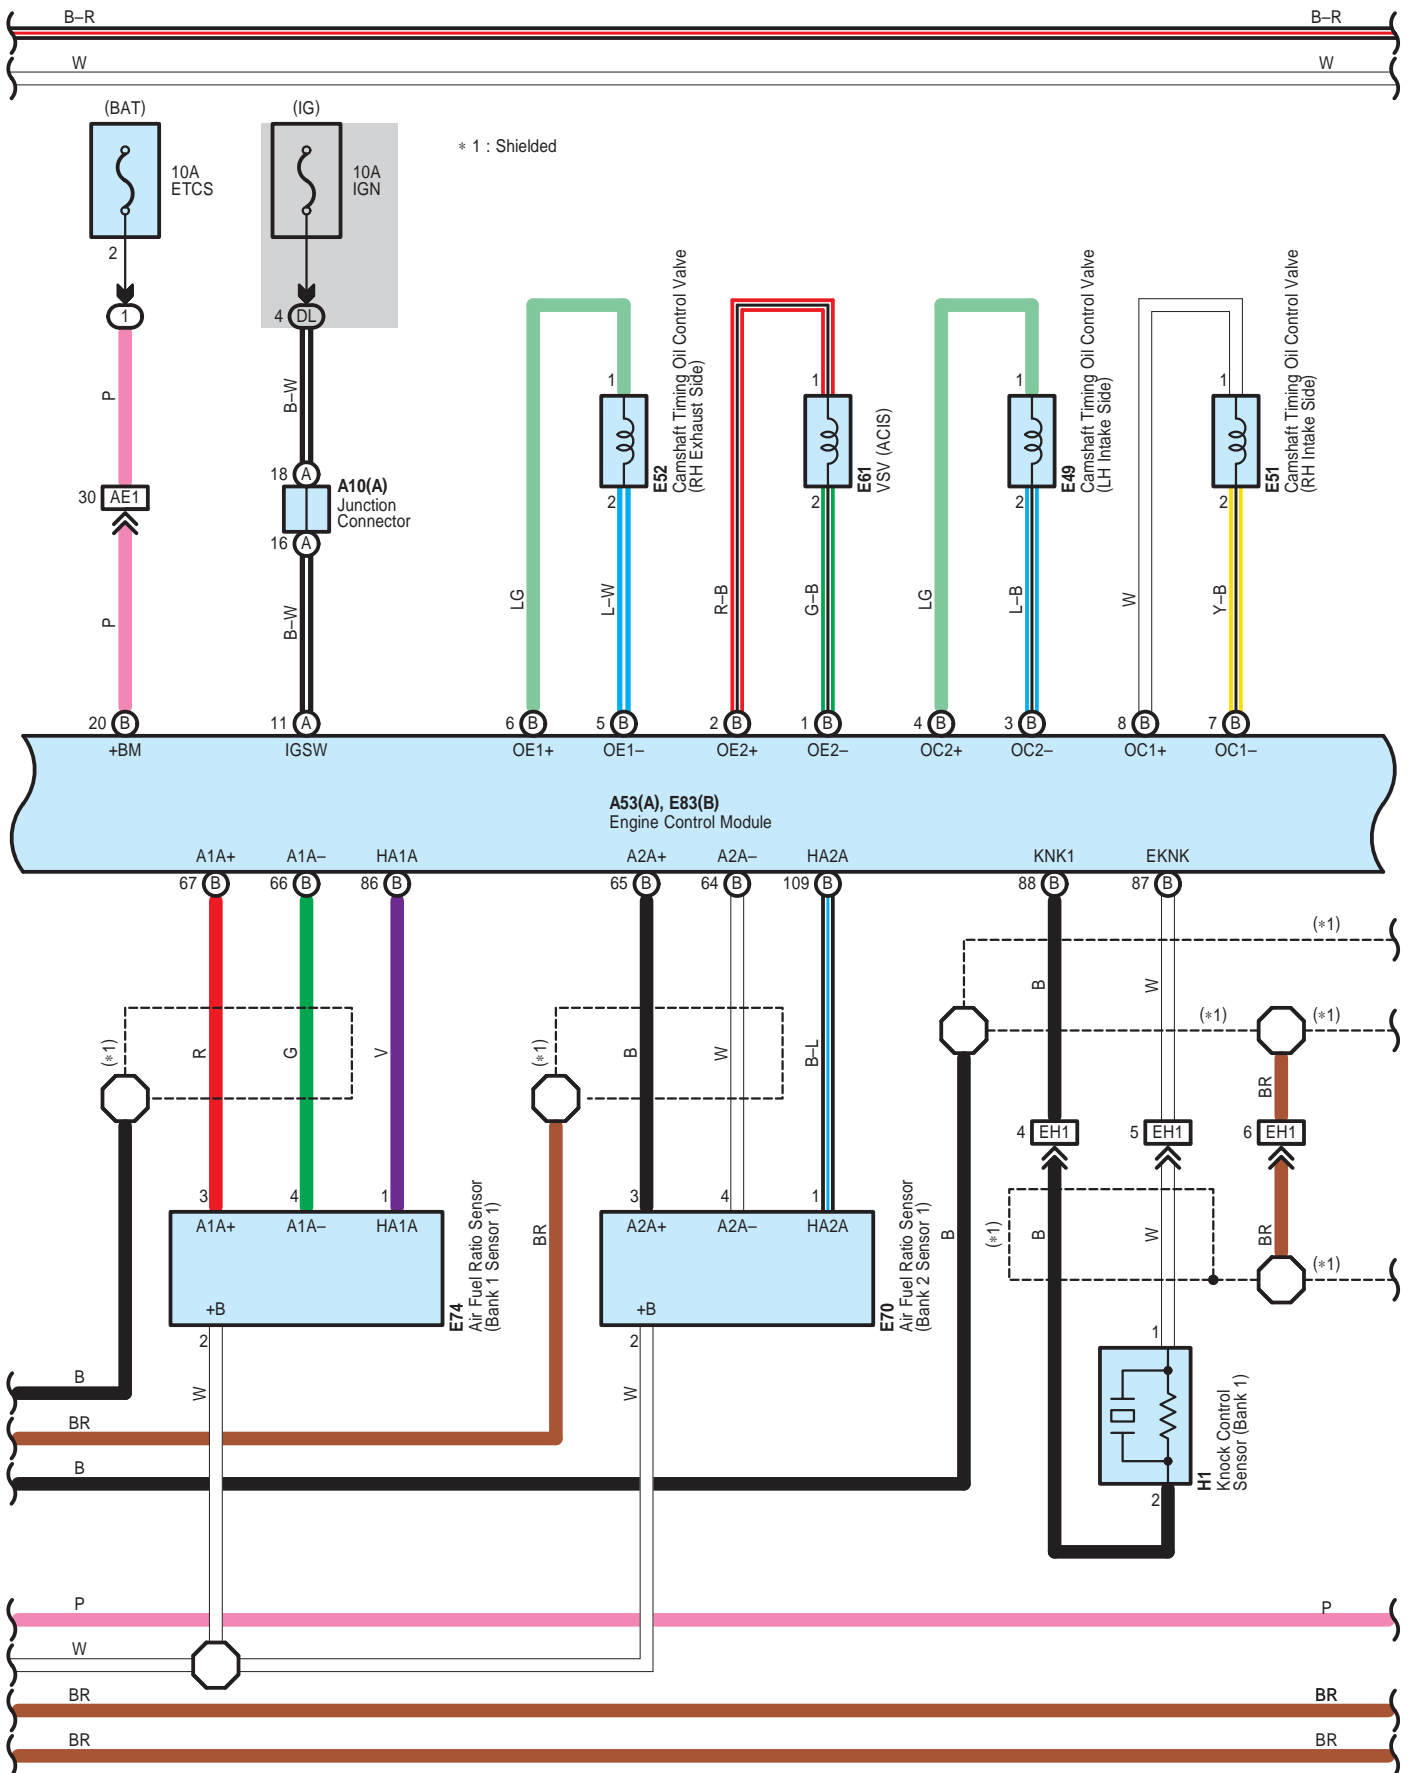 B–R B–R
W W
(BAT) (IG)
* 1 : Shielded
10A
ETCS
10A
IGN
2
1
4 DL
P
B–W
30 AE1
18 A
A10(A)
Junction
Connector
16 A
P
B–W
1
2
E52
Camshaft Timing Oil Control Valve
(RH Exhaust Side)
1
2
E61
VSV (ACIS)
1
2
E49
Camshaft Timing Oil Control Valve
(LH Intake Side)
1
2
E51
Camshaft Timing Oil Control Valve
(RH Intake Side)
LG L–W R–B G–B LG L–B W Y–B
20 B 11 A 6 B 5 B 2 B 1 B 4 B 3 B 8 B 7 B
+BM IGSW OE1+ OE1– OE2+ OE2– OC2+ OC2– OC1+ OC1–
A53(A), E83(B)
Engine Control Module
A1A+ A1A– HA1A A2A+ A2A– HA2A KNK1 EKNK
67 B 66 B 86 B 65 B 64 B 109 B 88 B 87 B
(*1)
B W
(*1) (*1)
(*1) R G V (*1) B W B–L
BR
4 EH1 5 EH1 6 EH1
3 4 1 3 4 1
A1A+ A1A– HA1A A2A+ A2A– HA2A
BR B (*1) B W BR
(*1)
+B +B
E74
Air Fuel Ratio Sensor
(Bank 1 Sensor 1)
E70
Air Fuel Ratio Sensor
(Bank 2 Sensor 1)
2 2
1
B W W
BR
B
H1
Knock Control
Sensor (Bank 1)
2
P P
W
BR BR
BR BR